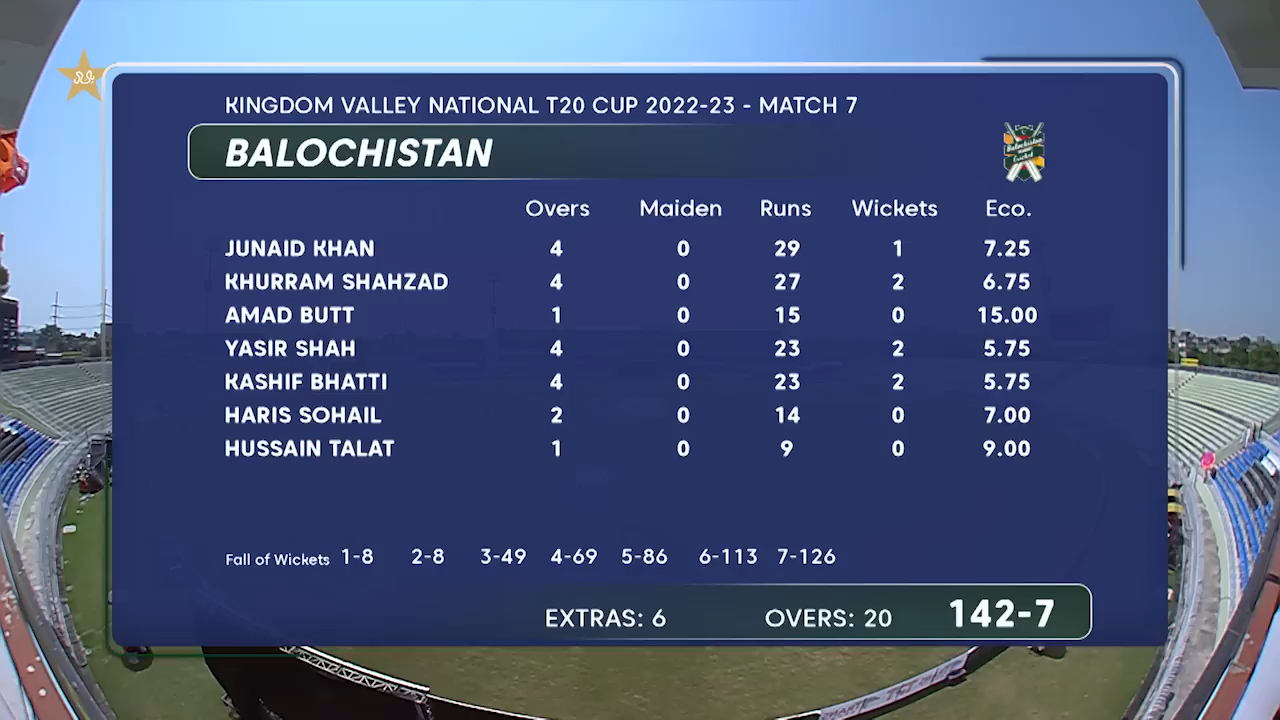 KINGDOM VALLEY NATIONAL T20 CUP 2022-23 - MATCH 7
BALOCHISTAN
Balochistan
Cricket
Overs Maiden Runs Wickets Eco.
JUNAID KHAN 4 0 29 1 7.25
KHURRAM SHAHZAD 4 0 27 2 6.75
AMAD BUTT 1 0 15 0 15.00
YASIR SHAH 4 0 23 2 5.75
KASHIF BHATTI 4 0 23 2 5.75
HARIS SOHAIL 2 0 14 0 7.00
HUSSAIN TALAT 1 0 9 0 9.00
Fall of Wickets 1-8 2-8 3-49 4-69 5-86 6-113 7-126
EXTRAS: 6 OVERS: 20 142-7